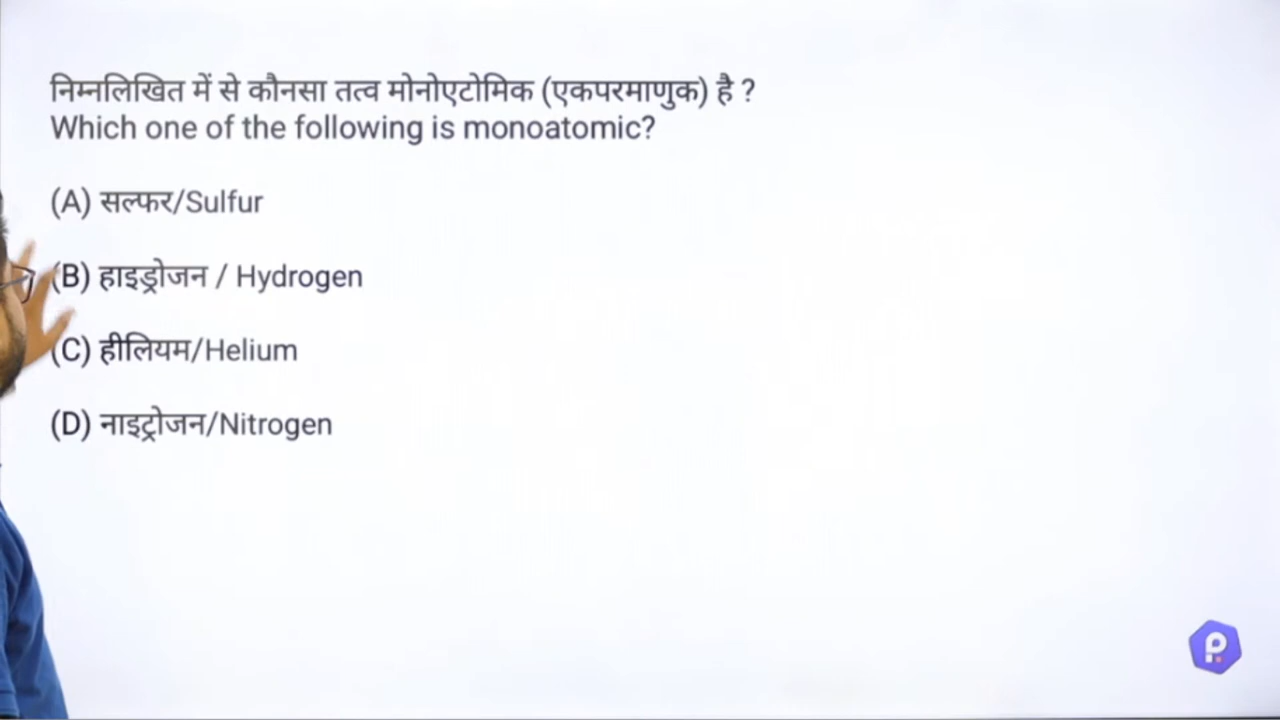 निम्नलिखित में से कौनसा तत्व मोनोएटोमिक (एकपरमाणुक) है ?
Which one of the following is monoatomic?
(A) सल्फर/Sulfur
(B) हाइड्रोजन / Hydrogen
(C) हीलियम/Helium
(D) नाइट्रोजन/Nitrogen